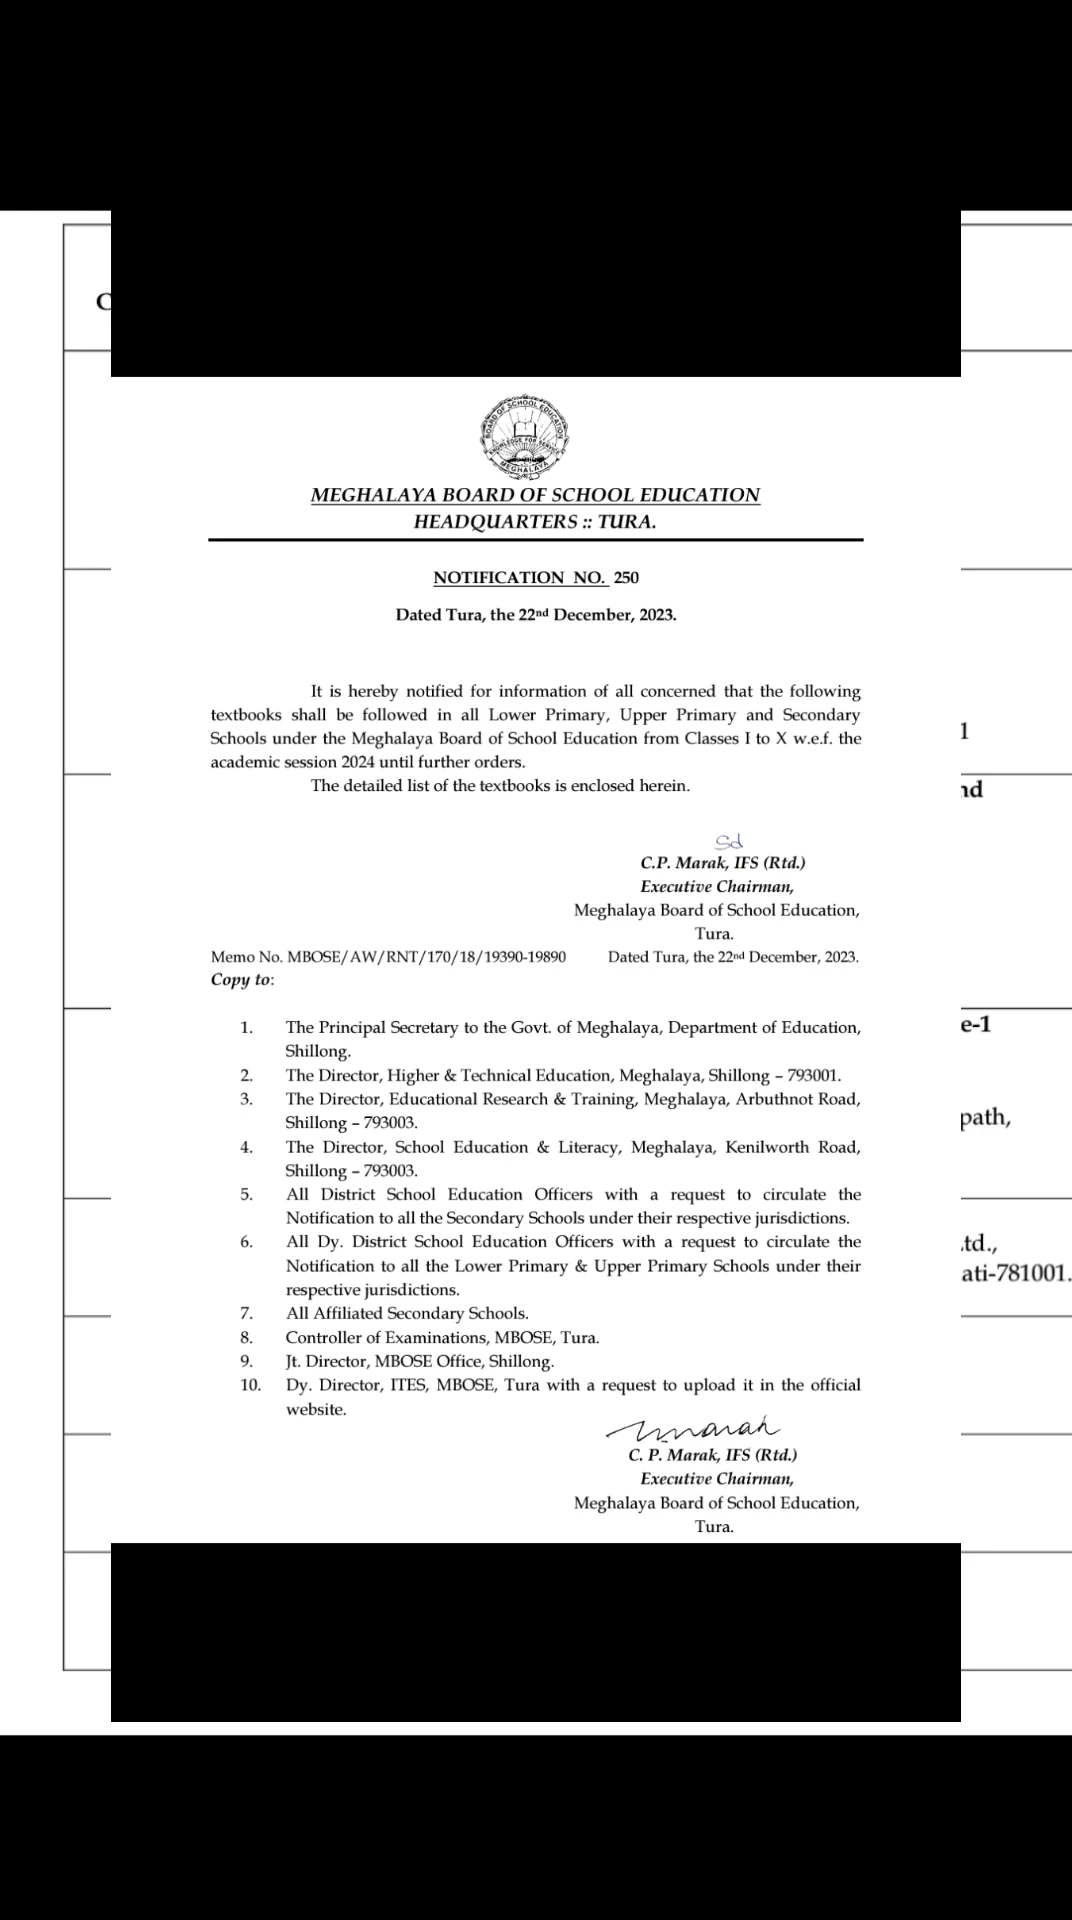 C
BOARD OF SCHOOL EDUCATION
KNOWLEDGE FOR SERVICE
MEGHALAYA
MEGHALAYA BOARD OF SCHOOL EDUCATION
HEADQUARTERS :: TURA.
NOTIFICATION NO. 250
Dated Tura, the 22nd December, 2023.
It is hereby notified for information of all concerned that the following
textbooks shall be followed in all Lower Primary, Upper Primary and Secondary
Schools under the Meghalaya Board of School Education from Classes I to X w.e.f. the
academic session 2024 until further orders.
The detailed list of the textbooks is enclosed herein.
Sd
C.P. Marak, IFS (Rtd.)
Executive Chairman,
Meghalaya Board of School Education,
Tura.
Memo No. MBOSE/AW/RNT/170/18/19390-19890 Dated Tura, the 22nd December, 2023.
Copy to:
1. The Principal Secretary to the Govt. of Meghalaya, Department of Education,
Shillong.
2. The Director, Higher & Technical Education, Meghalaya, Shillong – 793001.
3. The Director, Educational Research & Training, Meghalaya, Arbuthnot Road,
Shillong – 793003.
4. The Director, School Education & Literacy, Meghalaya, Kenilworth Road,
Shillong – 793003.
5. All District School Education Officers with a request to circulate the
Notification to all the Secondary Schools under their respective jurisdictions.
6. All Dy. District School Education Officers with a request to circulate the
Notification to all the Lower Primary & Upper Primary Schools under their
respective jurisdictions.
7. All Affiliated Secondary Schools.
8. Controller of Examinations, MBOSE, Tura.
9. Jt. Director, MBOSE Office, Shillong.
10. Dy. Director, ITES, MBOSE, Tura with a request to upload it in the official
website.
C. P. Marak, IFS (Rtd.)
Executive Chairman,
Meghalaya Board of School Education,
Tura.
1
nd
e-1
path,
td.,
ati-781001.